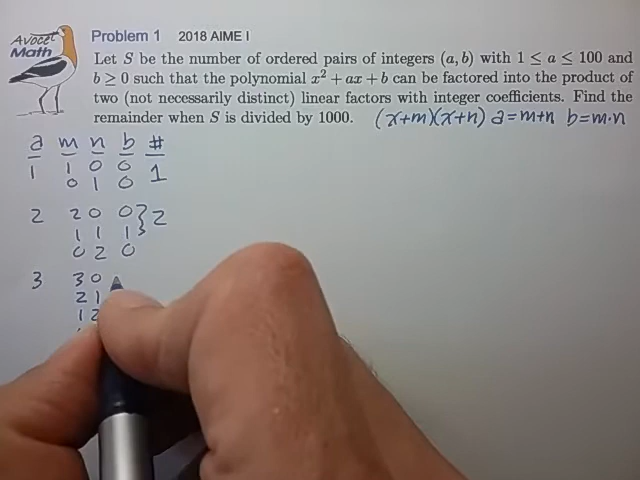 Avocet
Math
Problem 1 2018 AIME I
Let S be the number of ordered pairs of integers (a, b) with 1 ≤ a ≤ 100 and
b ≥ 0 such that the polynomial x² + ax + b can be factored into the product of
two (not necessarily distinct) linear factors with integer coefficients. Find the
remainder when S is divided by 1000. (x+m)(x+n) a=m+n b=m·n
a m n b #
1 1 0 0 1
0 1 0
2 2 0 0 } 2
1 1 1
0 2 0
3 3 0
2 1
1 2